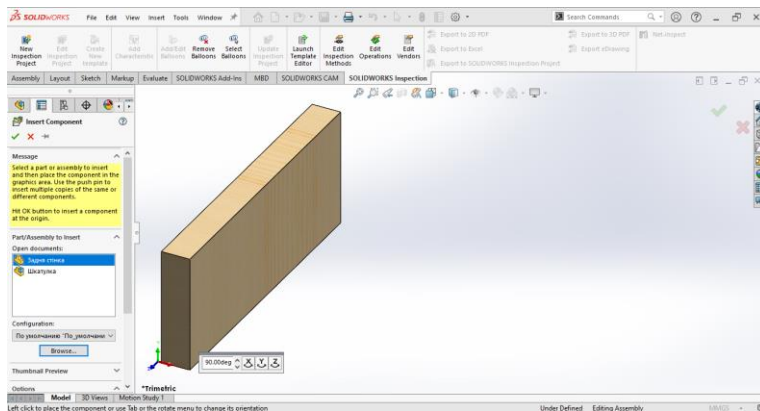 SOLIDWORKS File Edit View Insert Tools Window Search Commands
New Inspection Project
Edit Inspection Project
Create New template
Add Characteristic
Add/Edit Balloons
Remove Balloons
Select Balloons
Update Inspection Project
Launch Template Editor
Edit Inspection Methods
Edit Operations
Edit Vendors
Export to 2D PDF
Export to Excel
Export to SOLIDWORKS Inspection Project
Export to 3D PDF
Export eDrawing
Net-Inspect
Assembly Layout Sketch Markup Evaluate SOLIDWORKS Add-Ins MBD SOLIDWORKS CAM SOLIDWORKS Inspection
Insert Component
Message
Select a part or assembly to insert
and then place the component in the
graphics area. Use the push pin to
insert multiple copies of the same or
different components.
Hit OK button to insert a component
at the origin.
Part/Assembly to Insert
Open documents:
Задня стінка
Шкатулка
Configuration:
По умолчанию "По_умолчани
Browse...
Thumbnail Preview
Options
90.00deg X Y Z
*Trimetric
Model 3D Views Motion Study 1
Left click to place the component or use Tab or the rotate menu to change its orientation
Under Defined Editing Assembly MMGS